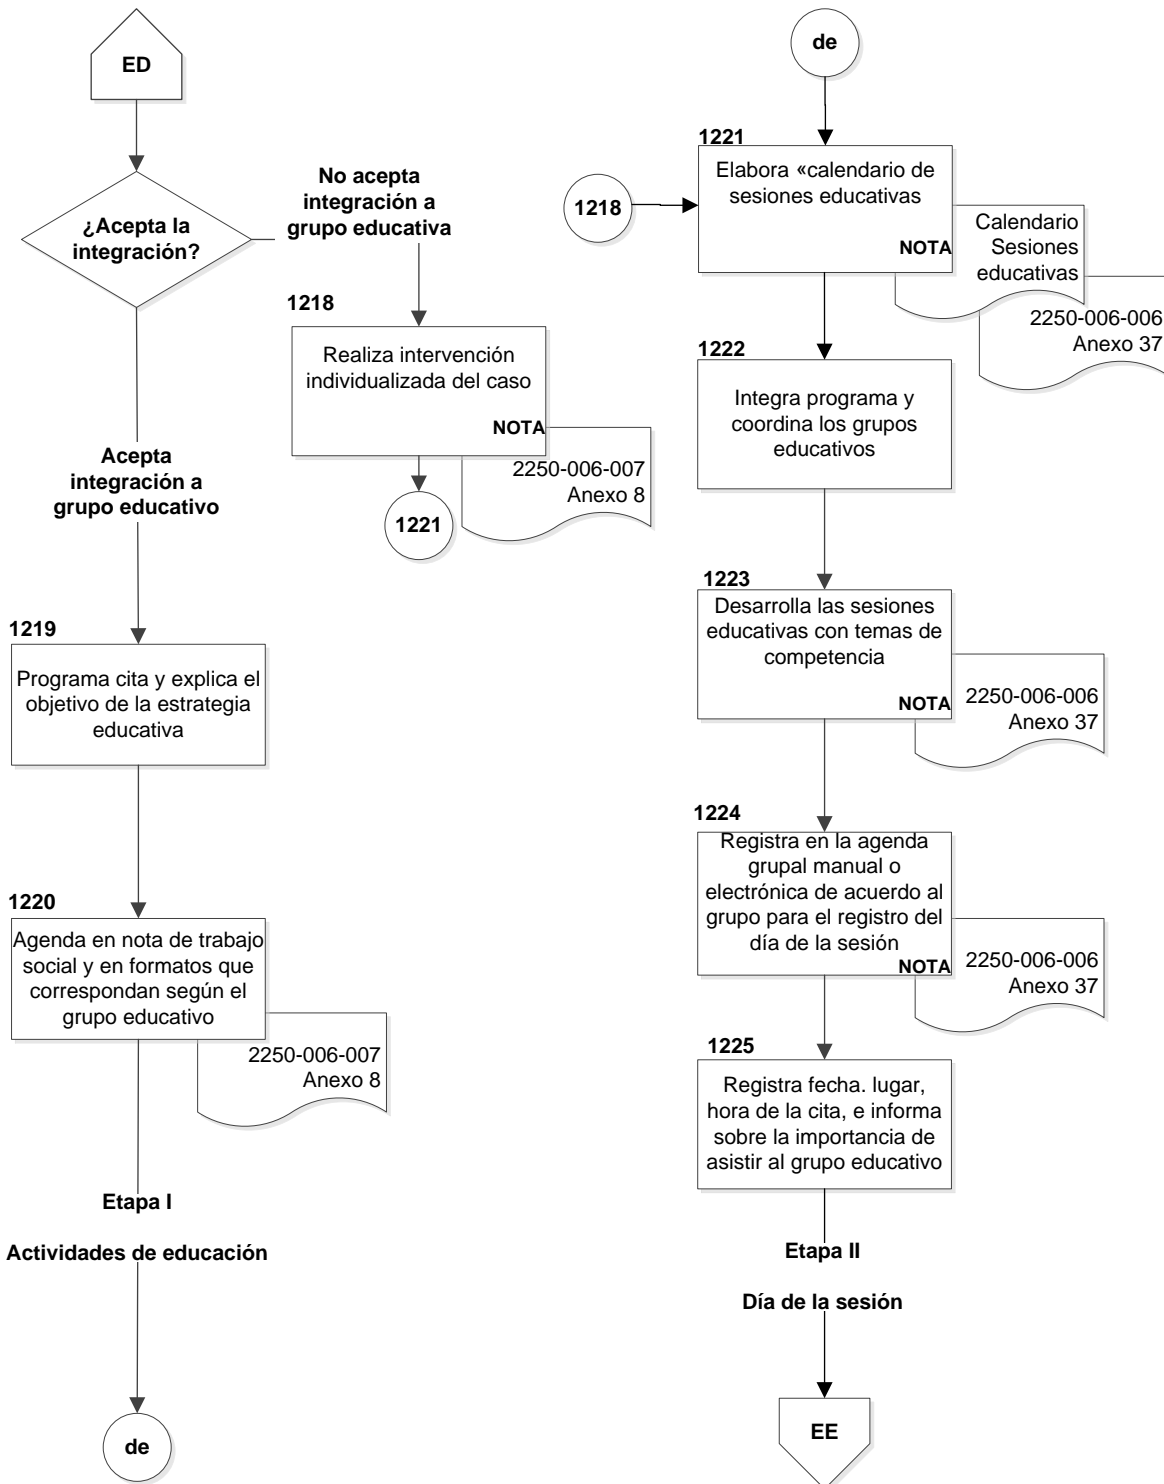 ED
¿Acepta la
integración?
No acepta
integración a
grupo educativa
1218
Realiza intervención
individualizada del caso
NOTA
2250-006-007
Anexo 8
1221
Acepta
integración a
grupo educativo
1219
Programa cita y explica el
objetivo de la estrategia
educativa
1220
Agenda en nota de trabajo
social y en formatos que
correspondan según el
grupo educativo
2250-006-007
Anexo 8
Etapa I
Actividades de educación
de
de
1221
Elabora «calendario de
sesiones educativas
NOTA
1218
Calendario
Sesiones
educativas
2250-006-006
Anexo 37
1222
Integra programa y
coordina los grupos
educativos
1223
Desarrolla las sesiones
educativas con temas de
competencia
NOTA
2250-006-006
Anexo 37
1224
Registra en la agenda
grupal manual o
electrónica de acuerdo al
grupo para el registro del
día de la sesión
NOTA
2250-006-006
Anexo 37
1225
Registra fecha. lugar,
hora de la cita, e informa
sobre la importancia de
asistir al grupo educativo
Etapa II
Día de la sesión
EE